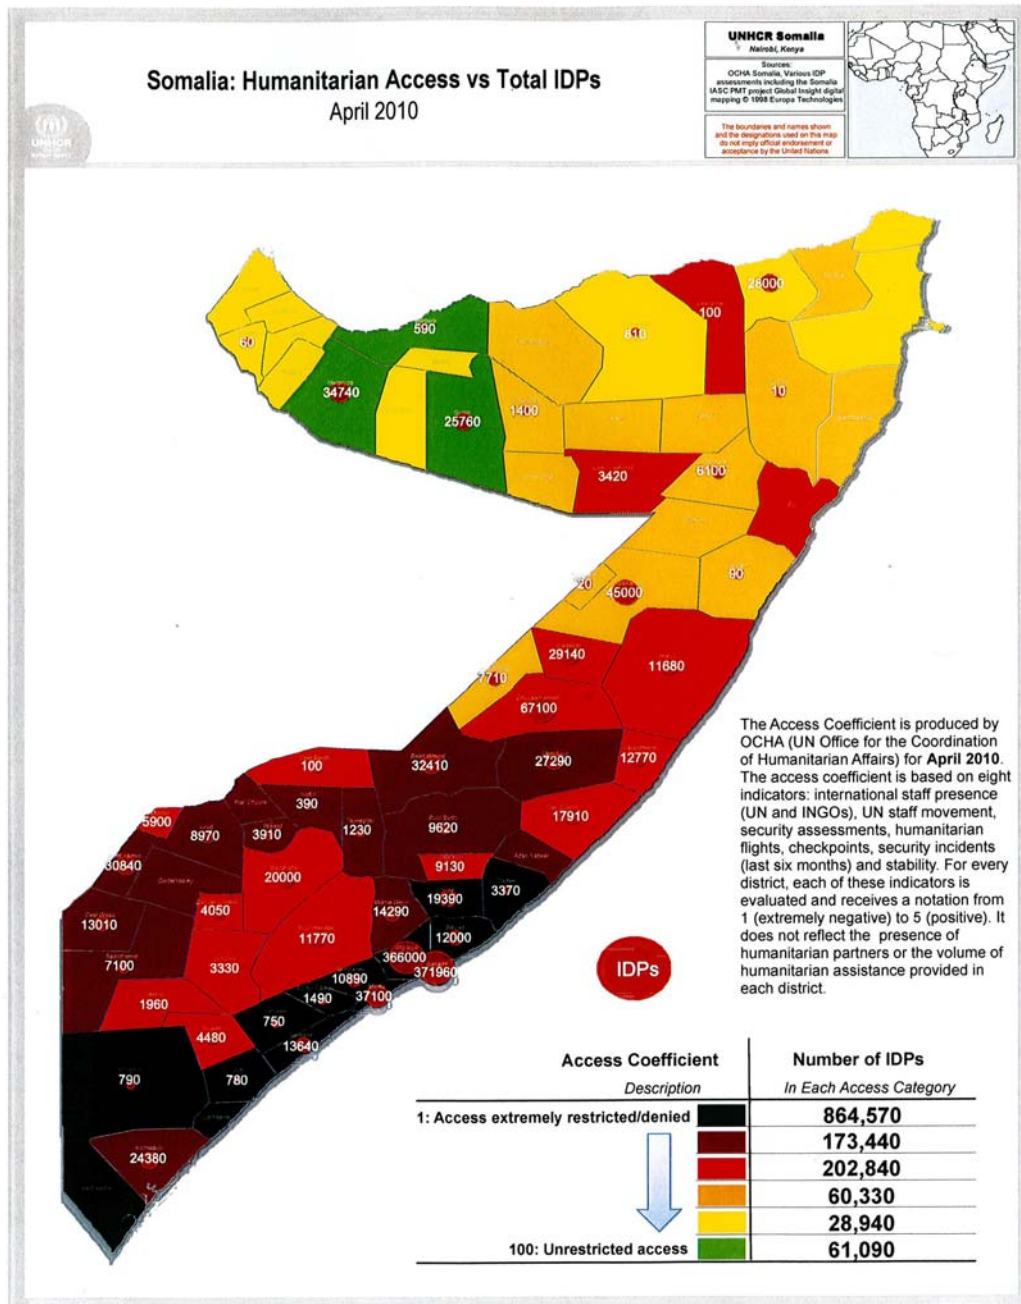 Somalia: Humanitarian Access vs Total IDPs
April 2010
UNHCR
UNHCR Somalia
Nairobi, Kenya
Sources:
OCHA Somalia, Various IDP
assessments including the Somalia
IASC PMT project Global Insight digital
mapping © 1998 Europa Technologies
The boundaries and names shown
and the designations used on this map
do not imply official endorsement or
acceptance by the United Nations
28000
590
100
60
810
34740
10
1400
25760
6100
3420
90
20
45000
29140
11680
7710
67100
32410
27290
12770
100
390
5900
1230
17910
8970
3910
9620
30840
9130
20000
19390
3370
4050
14290
13010
11770
12000
7100
3330
366000
371960
10890
1960
1490
37100
750
4480
13640
790
780
24380
IDPs
The Access Coefficient is produced by
OCHA (UN Office for the Coordination
of Humanitarian Affairs) for April 2010.
The access coefficient is based on eight
indicators: international staff presence
(UN and INGOs), UN staff movement,
security assessments, humanitarian
flights, checkpoints, security incidents
(last six months) and stability. For every
district, each of these indicators is
evaluated and receives a notation from
1 (extremely negative) to 5 (positive). It
does not reflect the presence of
humanitarian partners or the volume of
humanitarian assistance provided in
each district.
Access Coefficient
Number of IDPs
Description
In Each Access Category
1: Access extremely restricted/denied
864,570
173,440
202,840
60,330
28,940
100: Unrestricted access
61,090